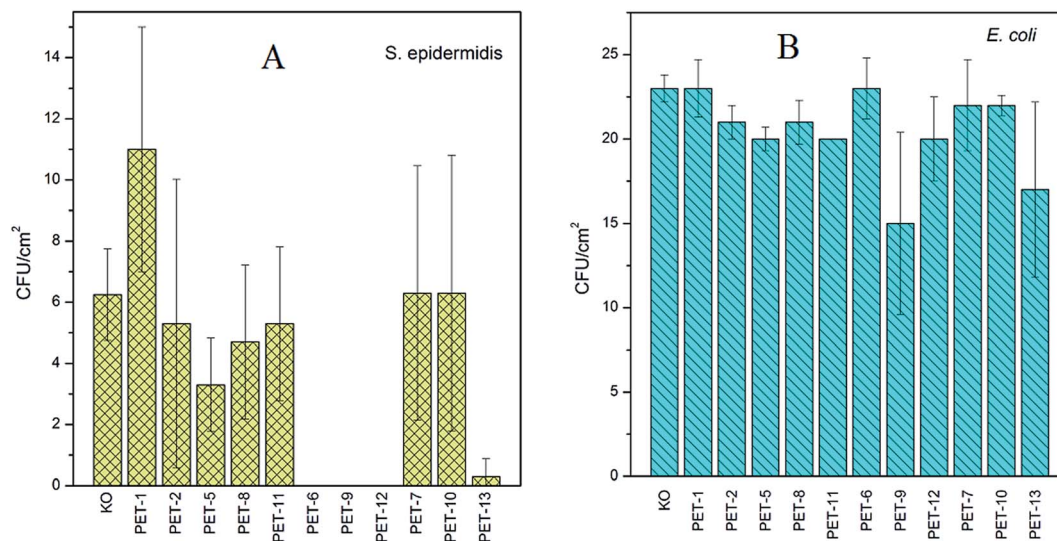 A
S. epidermidis
CFU/cm²
14
12
10
8
6
4
2
0
KO
PET-1
PET-2
PET-5
PET-8
PET-11
PET-6
PET-9
PET-12
PET-7
PET-10
PET-13
B
E. coli
CFU/cm²
25
20
15
10
5
0
KO
PET-1
PET-2
PET-5
PET-8
PET-11
PET-6
PET-9
PET-12
PET-7
PET-10
PET-13